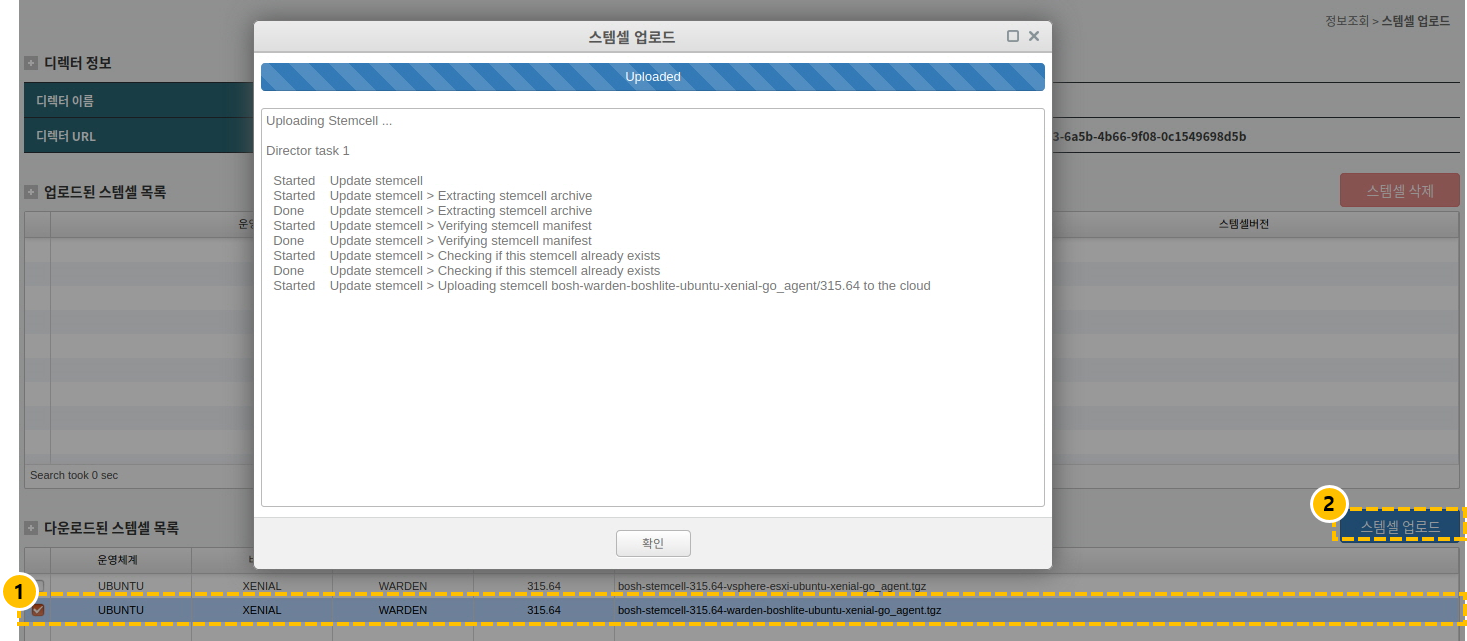 정보조회 > 스템셀 업로드
스템셀 업로드
디렉터 정보
Uploaded
디렉터 이름
Uploading Stemcell ...
디렉터 URL
3-6a5b-4b66-9f08-0c1549698d5b
Director task 1
Started Update stemcell
업로드된 스템셀 목록
스템셀 삭제
Started Update stemcell > Extracting stemcell archive
Done Update stemcell > Extracting stemcell archive
Started Update stemcell > Verifying stemcell manifest
스템셀버전
Done Update stemcell > Verifying stemcell manifest
Started Update stemcell > Checking if this stemcell already exists
Done Update stemcell > Checking if this stemcell already exists
Started Update stemcell > Uploading stemcell bosh-warden-boshlite-ubuntu-xenial-go_agent/315.64 to the cloud
Search took 0 sec
2
다운로드된 스템셀 목록
스템셀 업로드
확인
운영체계
UBUNTU XENIAL WARDEN 315.64 bosh-stemcell-315.64-vsphere-esxi-ubuntu-xenial-go_agent.tgz
1
UBUNTU XENIAL WARDEN 315.64 bosh-stemcell-315.64-warden-boshlite-ubuntu-xenial-go_agent.tgz